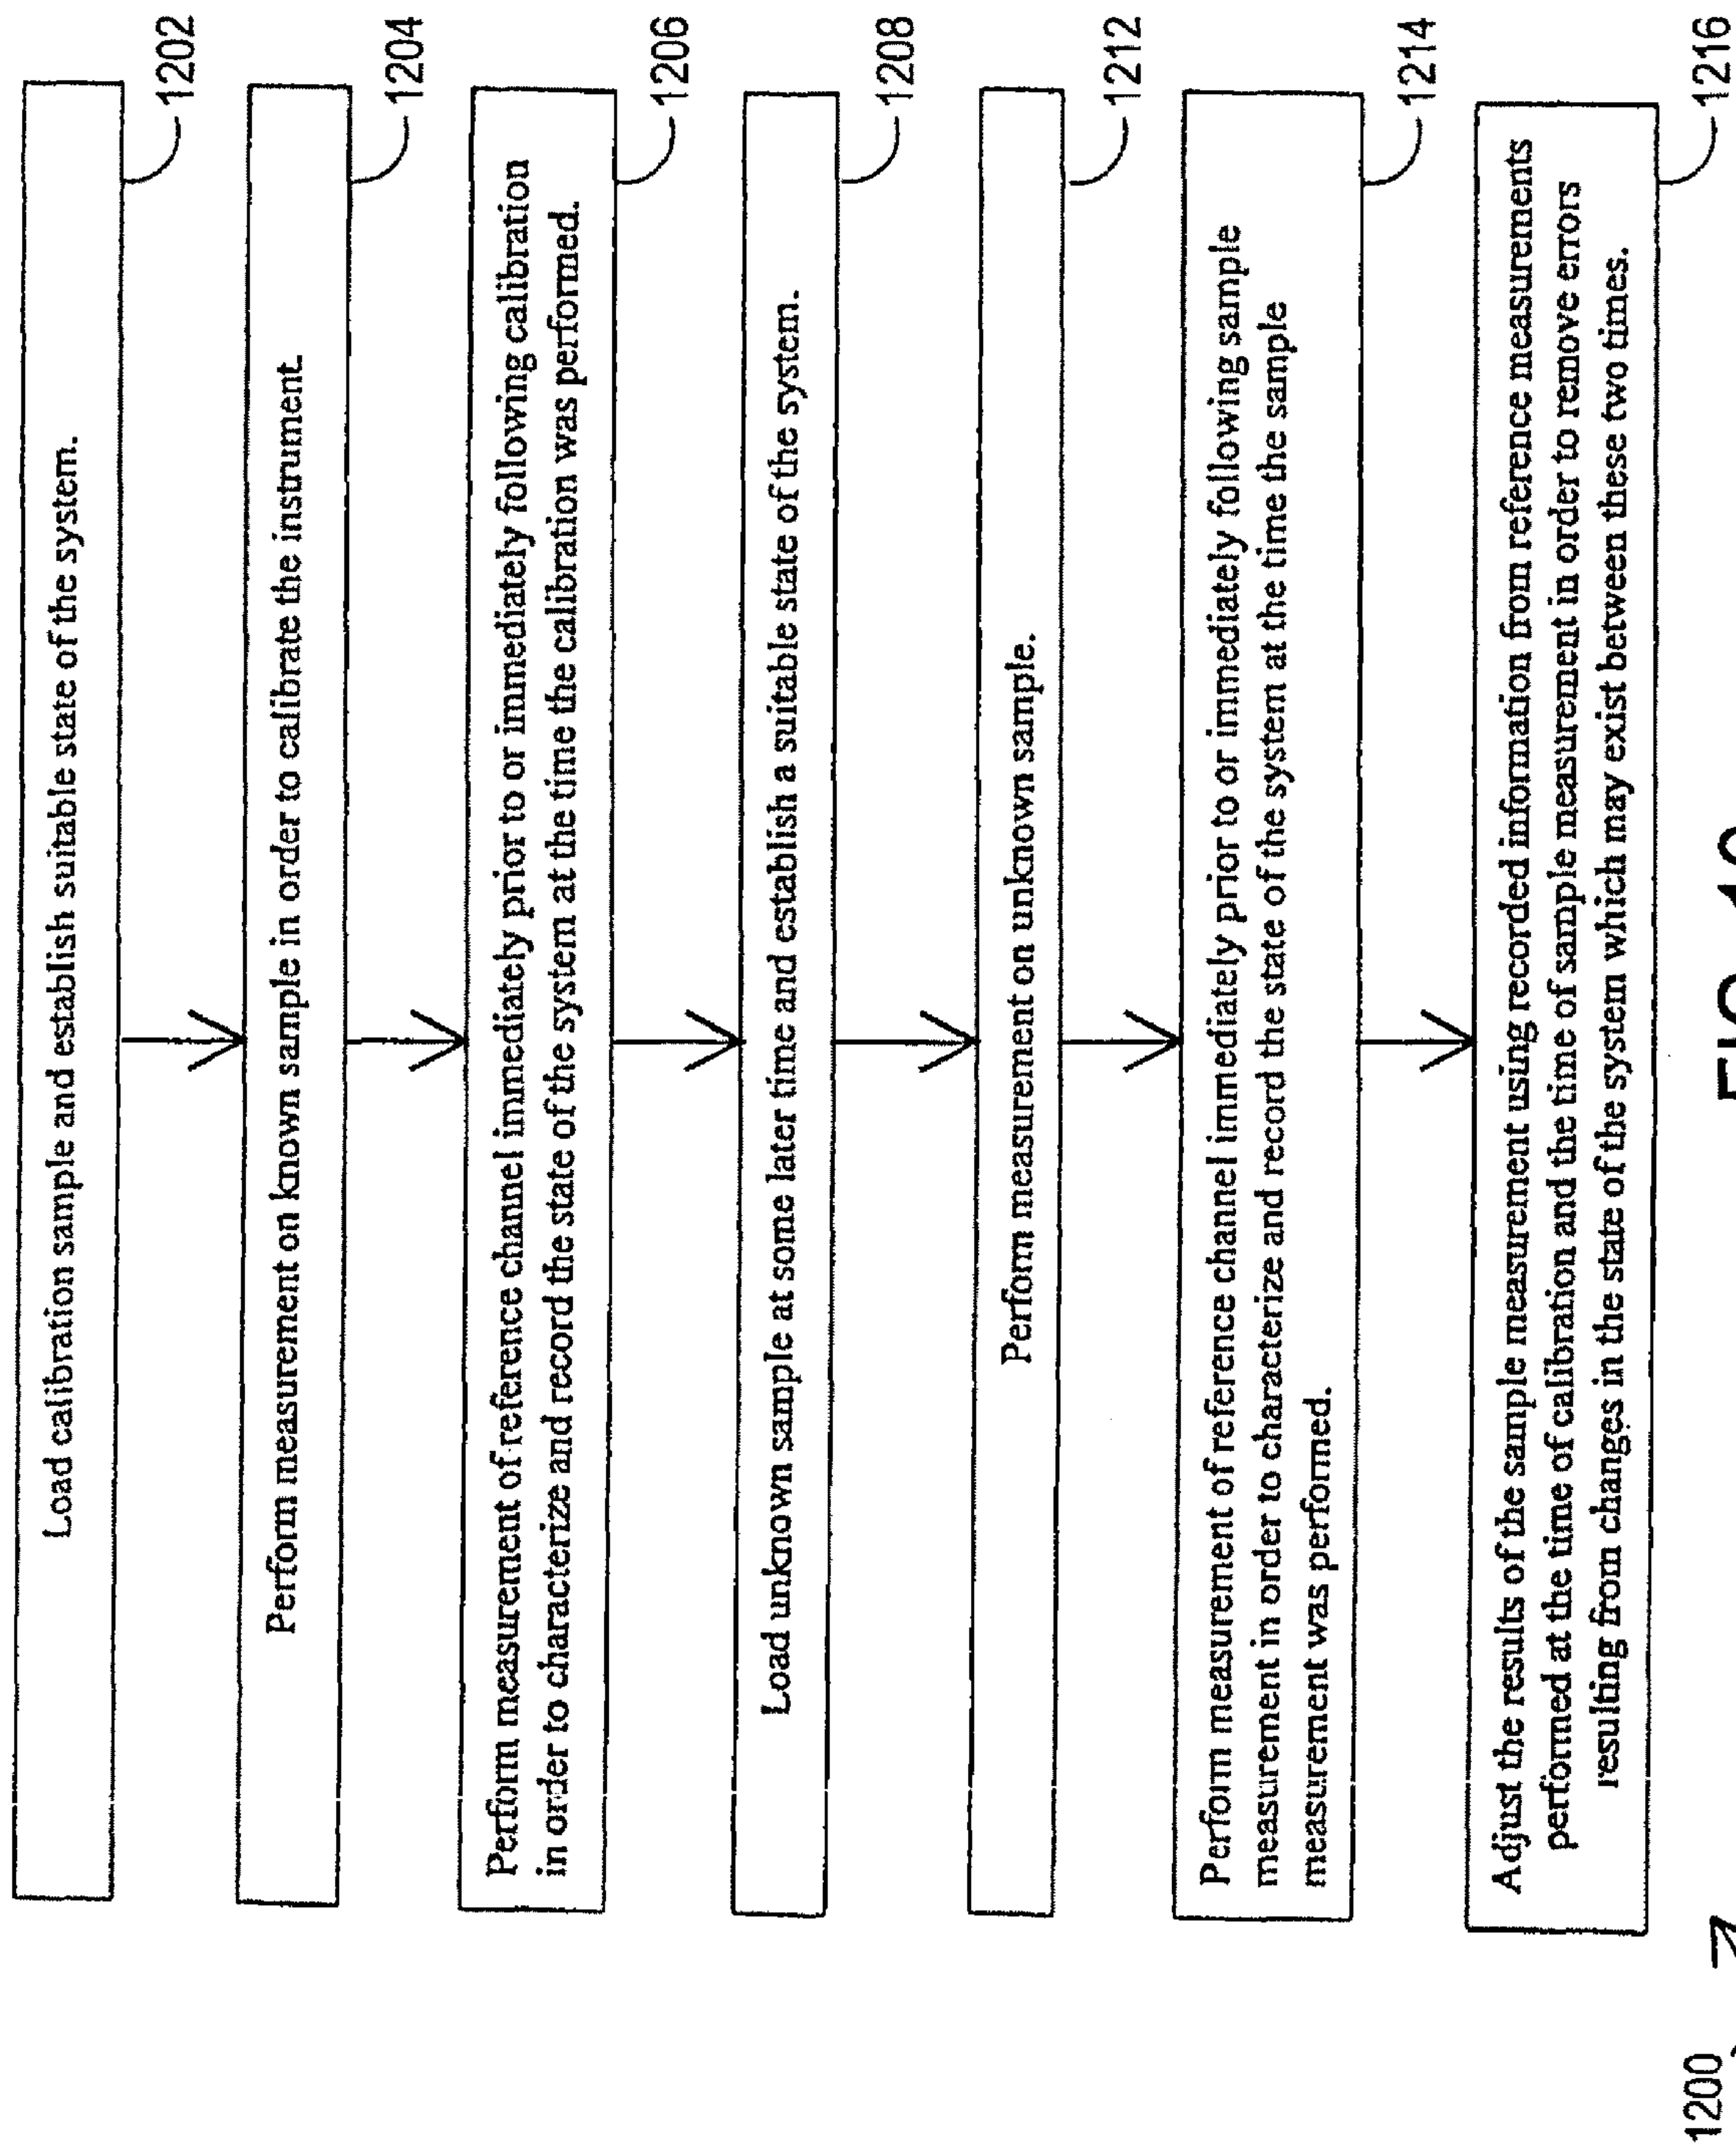 Load calibration sample and establish suitable state of the system.
1202
Perform measurement on known sample in order to calibrate the instrument.
1204
Perform measurement of reference channel immediately prior to or immediately following calibration
in order to characterize and record the state of the system at the time the calibration was performed.
1206
Load unknown sample at some later time and establish a suitable state of the system.
1208
Perform measurement on unknown sample.
1212
Perform measurement of reference channel immediately prior to or immediately following sample
measurement in order to characterize and record the state of the system at the time the sample
measurement was performed.
1214
Adjust the results of the sample measurement using recorded information from reference measurements
performed at the time of calibration and the time of sample measurement in order to remove errors
resulting from changes in the state of the system which may exist between these two times.
1216
1200